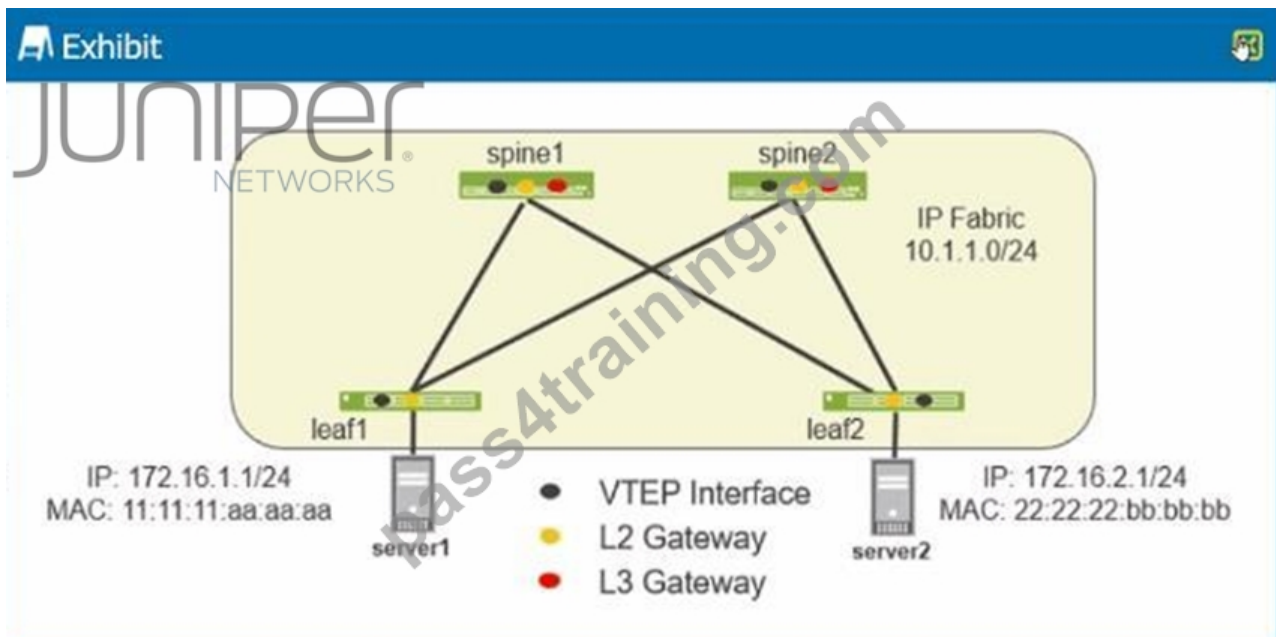 Exhibit
JUNIPER
NETWORKS
spine1
spine2
IP Fabric
10.1.1.0/24
leaf1
leaf2
IP: 172.16.1.1/24
MAC: 11:11:11:aa:aa:aa
server1
VTEP Interface
L2 Gateway
L3 Gateway
IP: 172.16.2.1/24
MAC: 22:22:22:bb:bb:bb
server2
pass4training.com